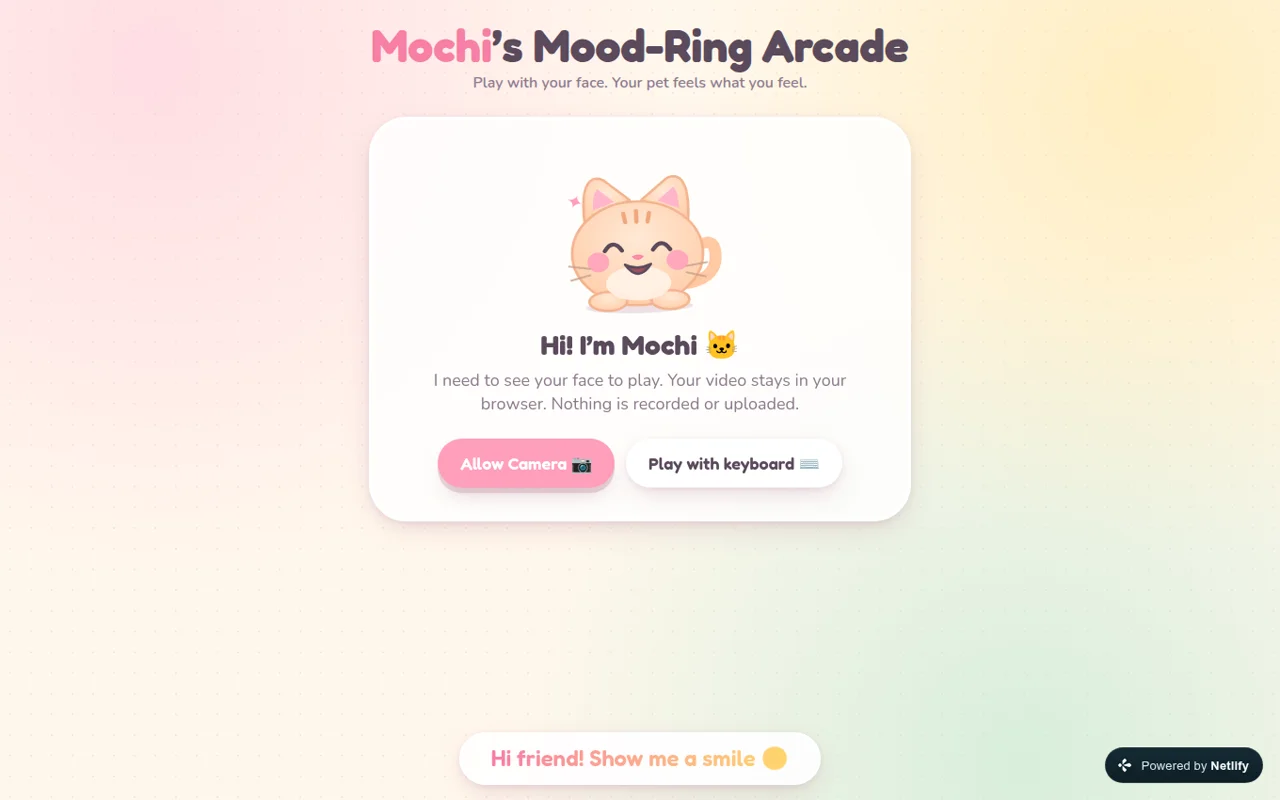 Mochi’s Mood-Ring Arcade
Play with your face. Your pet feels what you feel.
Hi! I’m Mochi 🐱
I need to see your face to play. Your video stays in your
browser. Nothing is recorded or uploaded.
Allow Camera 📷
Play with keyboard ⌨️
Hi friend! Show me a smile
Powered by Netlify